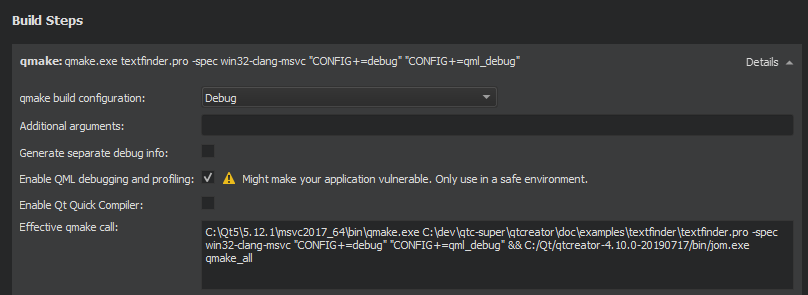 Build Steps
qmake: qmake.exe textfinder.pro -spec win32-clang-msvc "CONFIG+=debug" "CONFIG+=qml_debug"
Details
qmake build configuration:
Debug
Additional arguments:
Generate separate debug info:
Enable QML debugging and profiling:
Might make your application vulnerable. Only use in a safe environment.
Enable Qt Quick Compiler:
Effective qmake call:
C:\Qt5\5.12.1\msvc2017_64\bin\qmake.exe C:\dev\qtc-super\qtcreator\doc\examples\textfinder\textfinder.pro -spec
win32-clang-msvc "CONFIG+=debug" "CONFIG+=qml_debug" && C:/Qt/qtcreator-4.10.0-20190717/bin/jom.exe
qmake_all